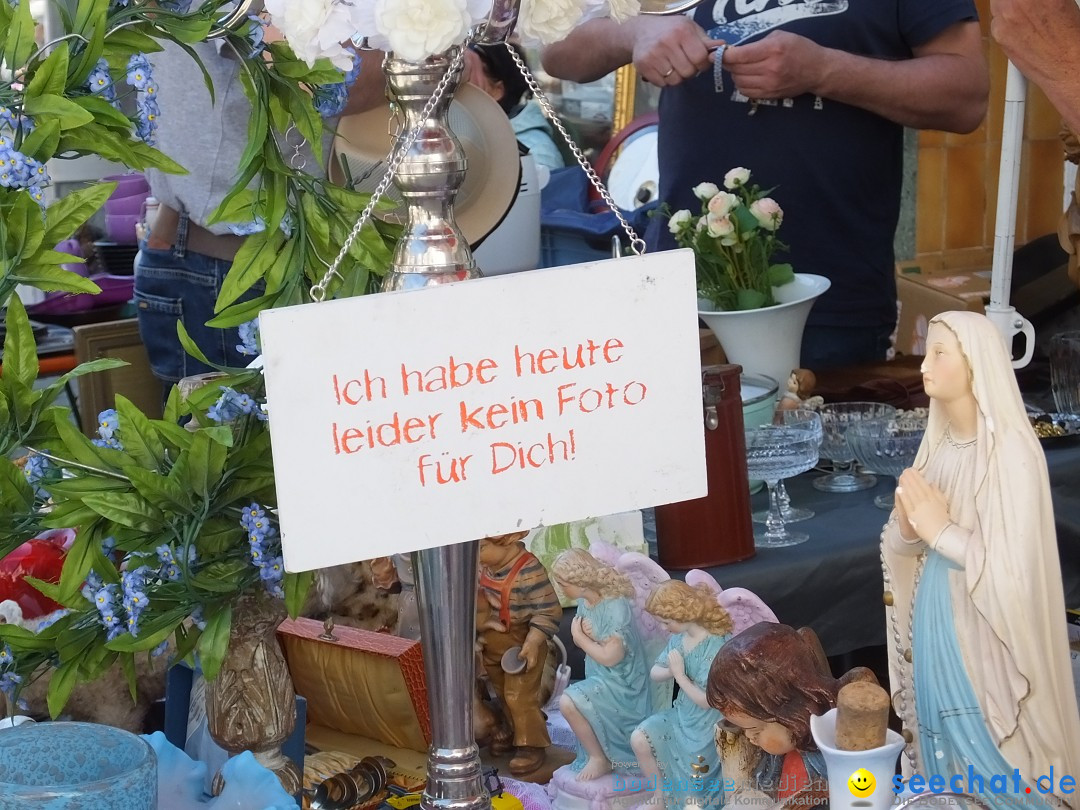 Ich habe heute
leider kein Foto
für Dich!
seechat.de